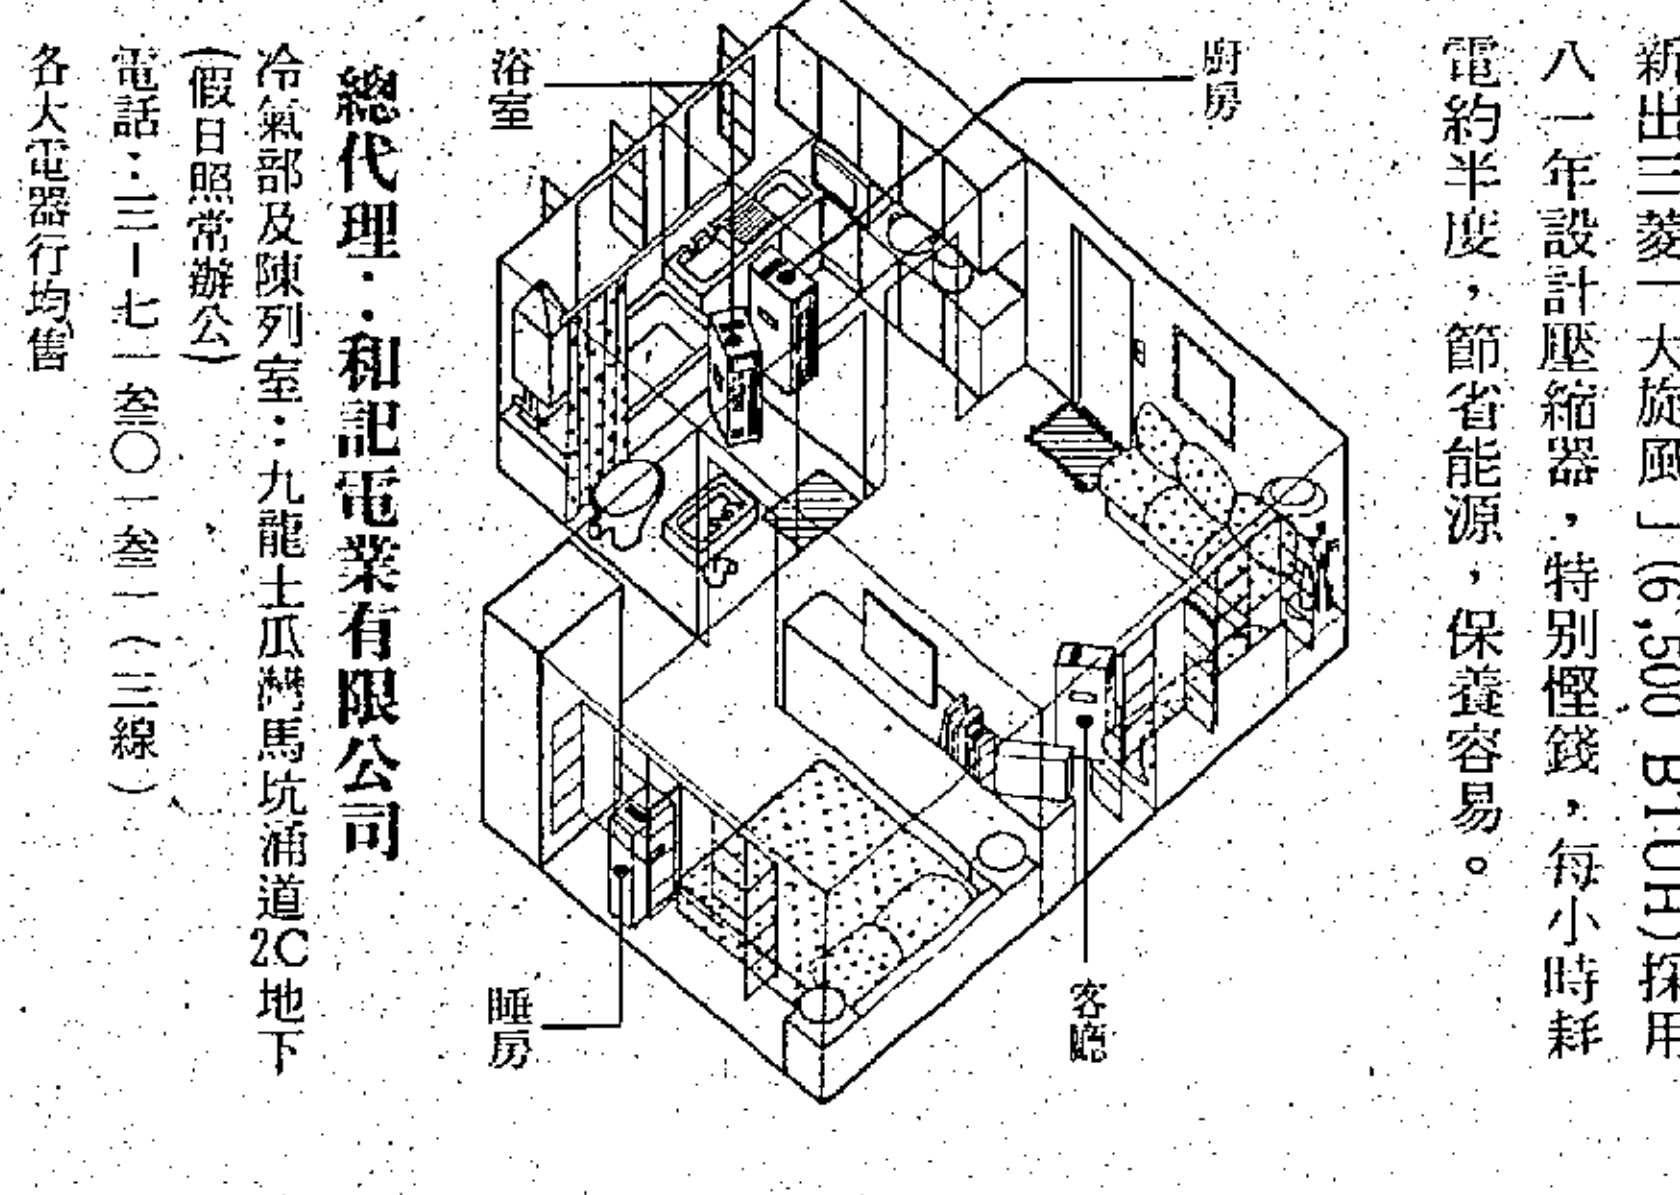 新出三菱「大旋風」(6,500 BTUH)採用
八一年設計壓縮器，特別慳錢，每小時耗
電約半度，節省能源，保養容易。
廚房
客廳
浴室
睡房
總代理：和記電業有限公司
冷氣部及陳列室：九龍土瓜灣馬坑涌道2C地下
(假日照常辦公)
電話：三－七一叁〇一叁一（三線）
各大電器行均售